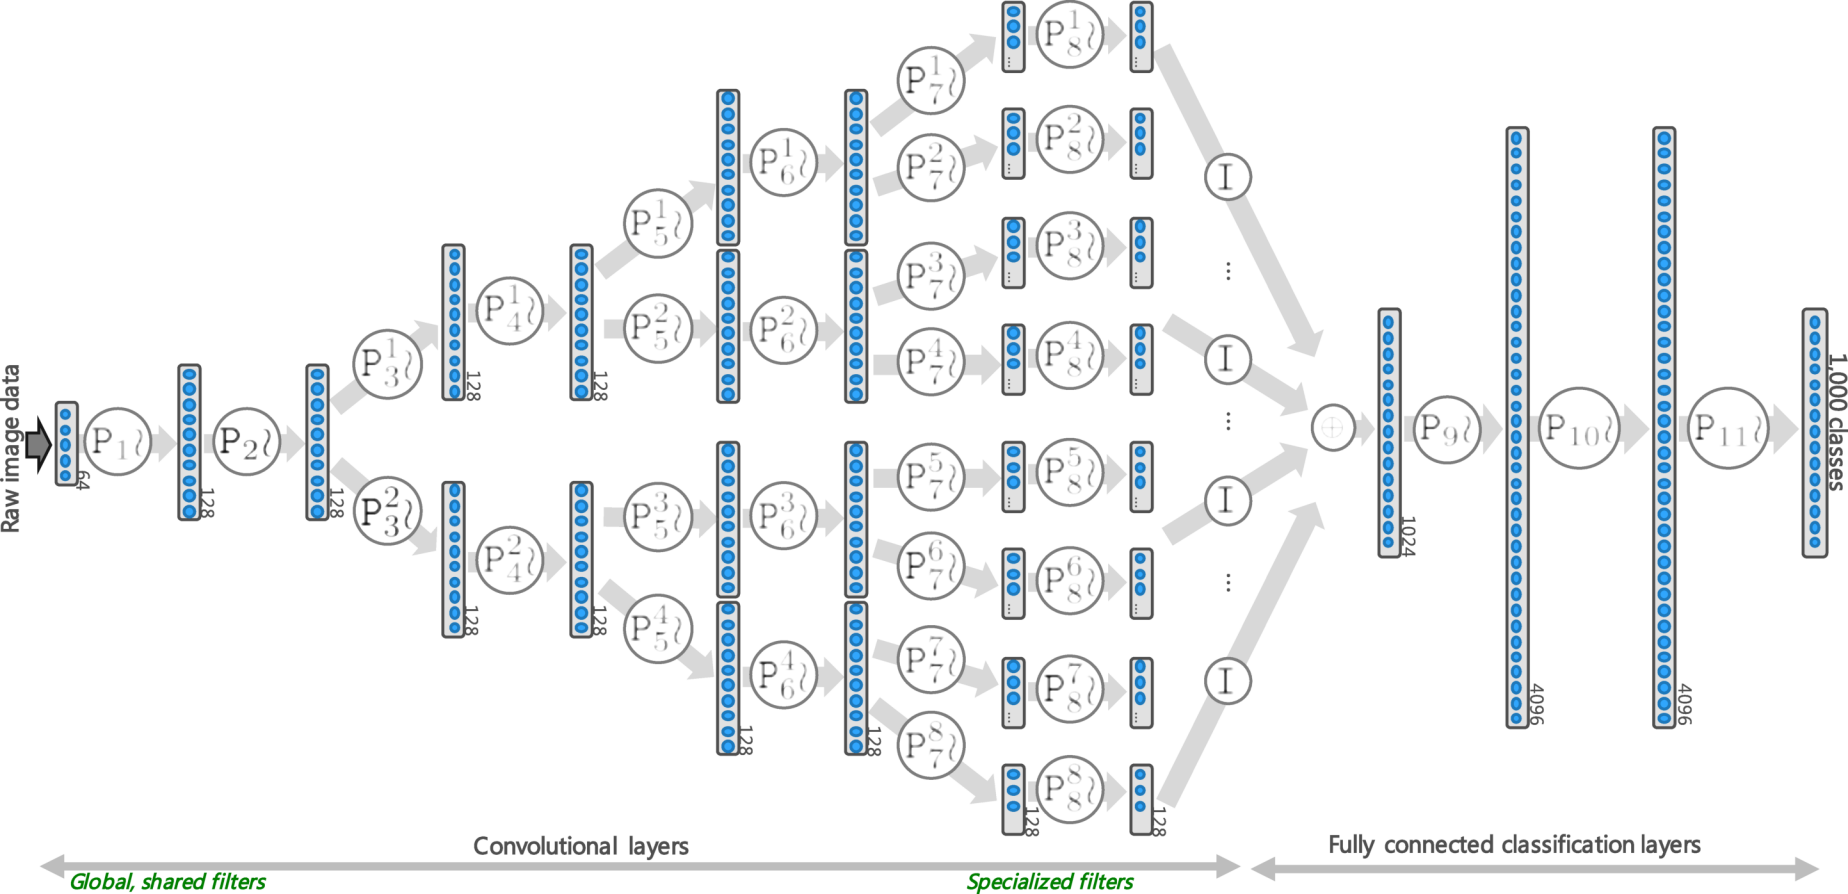 Raw image data
64
P1~
128
P2~
128
P3^1~
P3^2~
128
128
P4^1~
P4^2~
128
128
P5^1~
P5^2~
P5^3~
P5^4~
128
P6^1~
P6^2~
P6^3~
P6^4~
128
P7^1~
P7^2~
P7^3~
P7^4~
P7^5~
P7^6~
P7^7~
P7^8~
...
...
...
...
...
...
...
128
P8^1~
P8^2~
P8^3~
P8^4~
P8^5~
P8^6~
P8^7~
P8^8~
...
...
...
...
...
...
...
128
I
...
I
...
I
...
I
⊕
1024
P9~
4096
P10~
4096
P11~
1,000 classes
Convolutional layers
Fully connected classification layers
Global, shared filters
Specialized filters